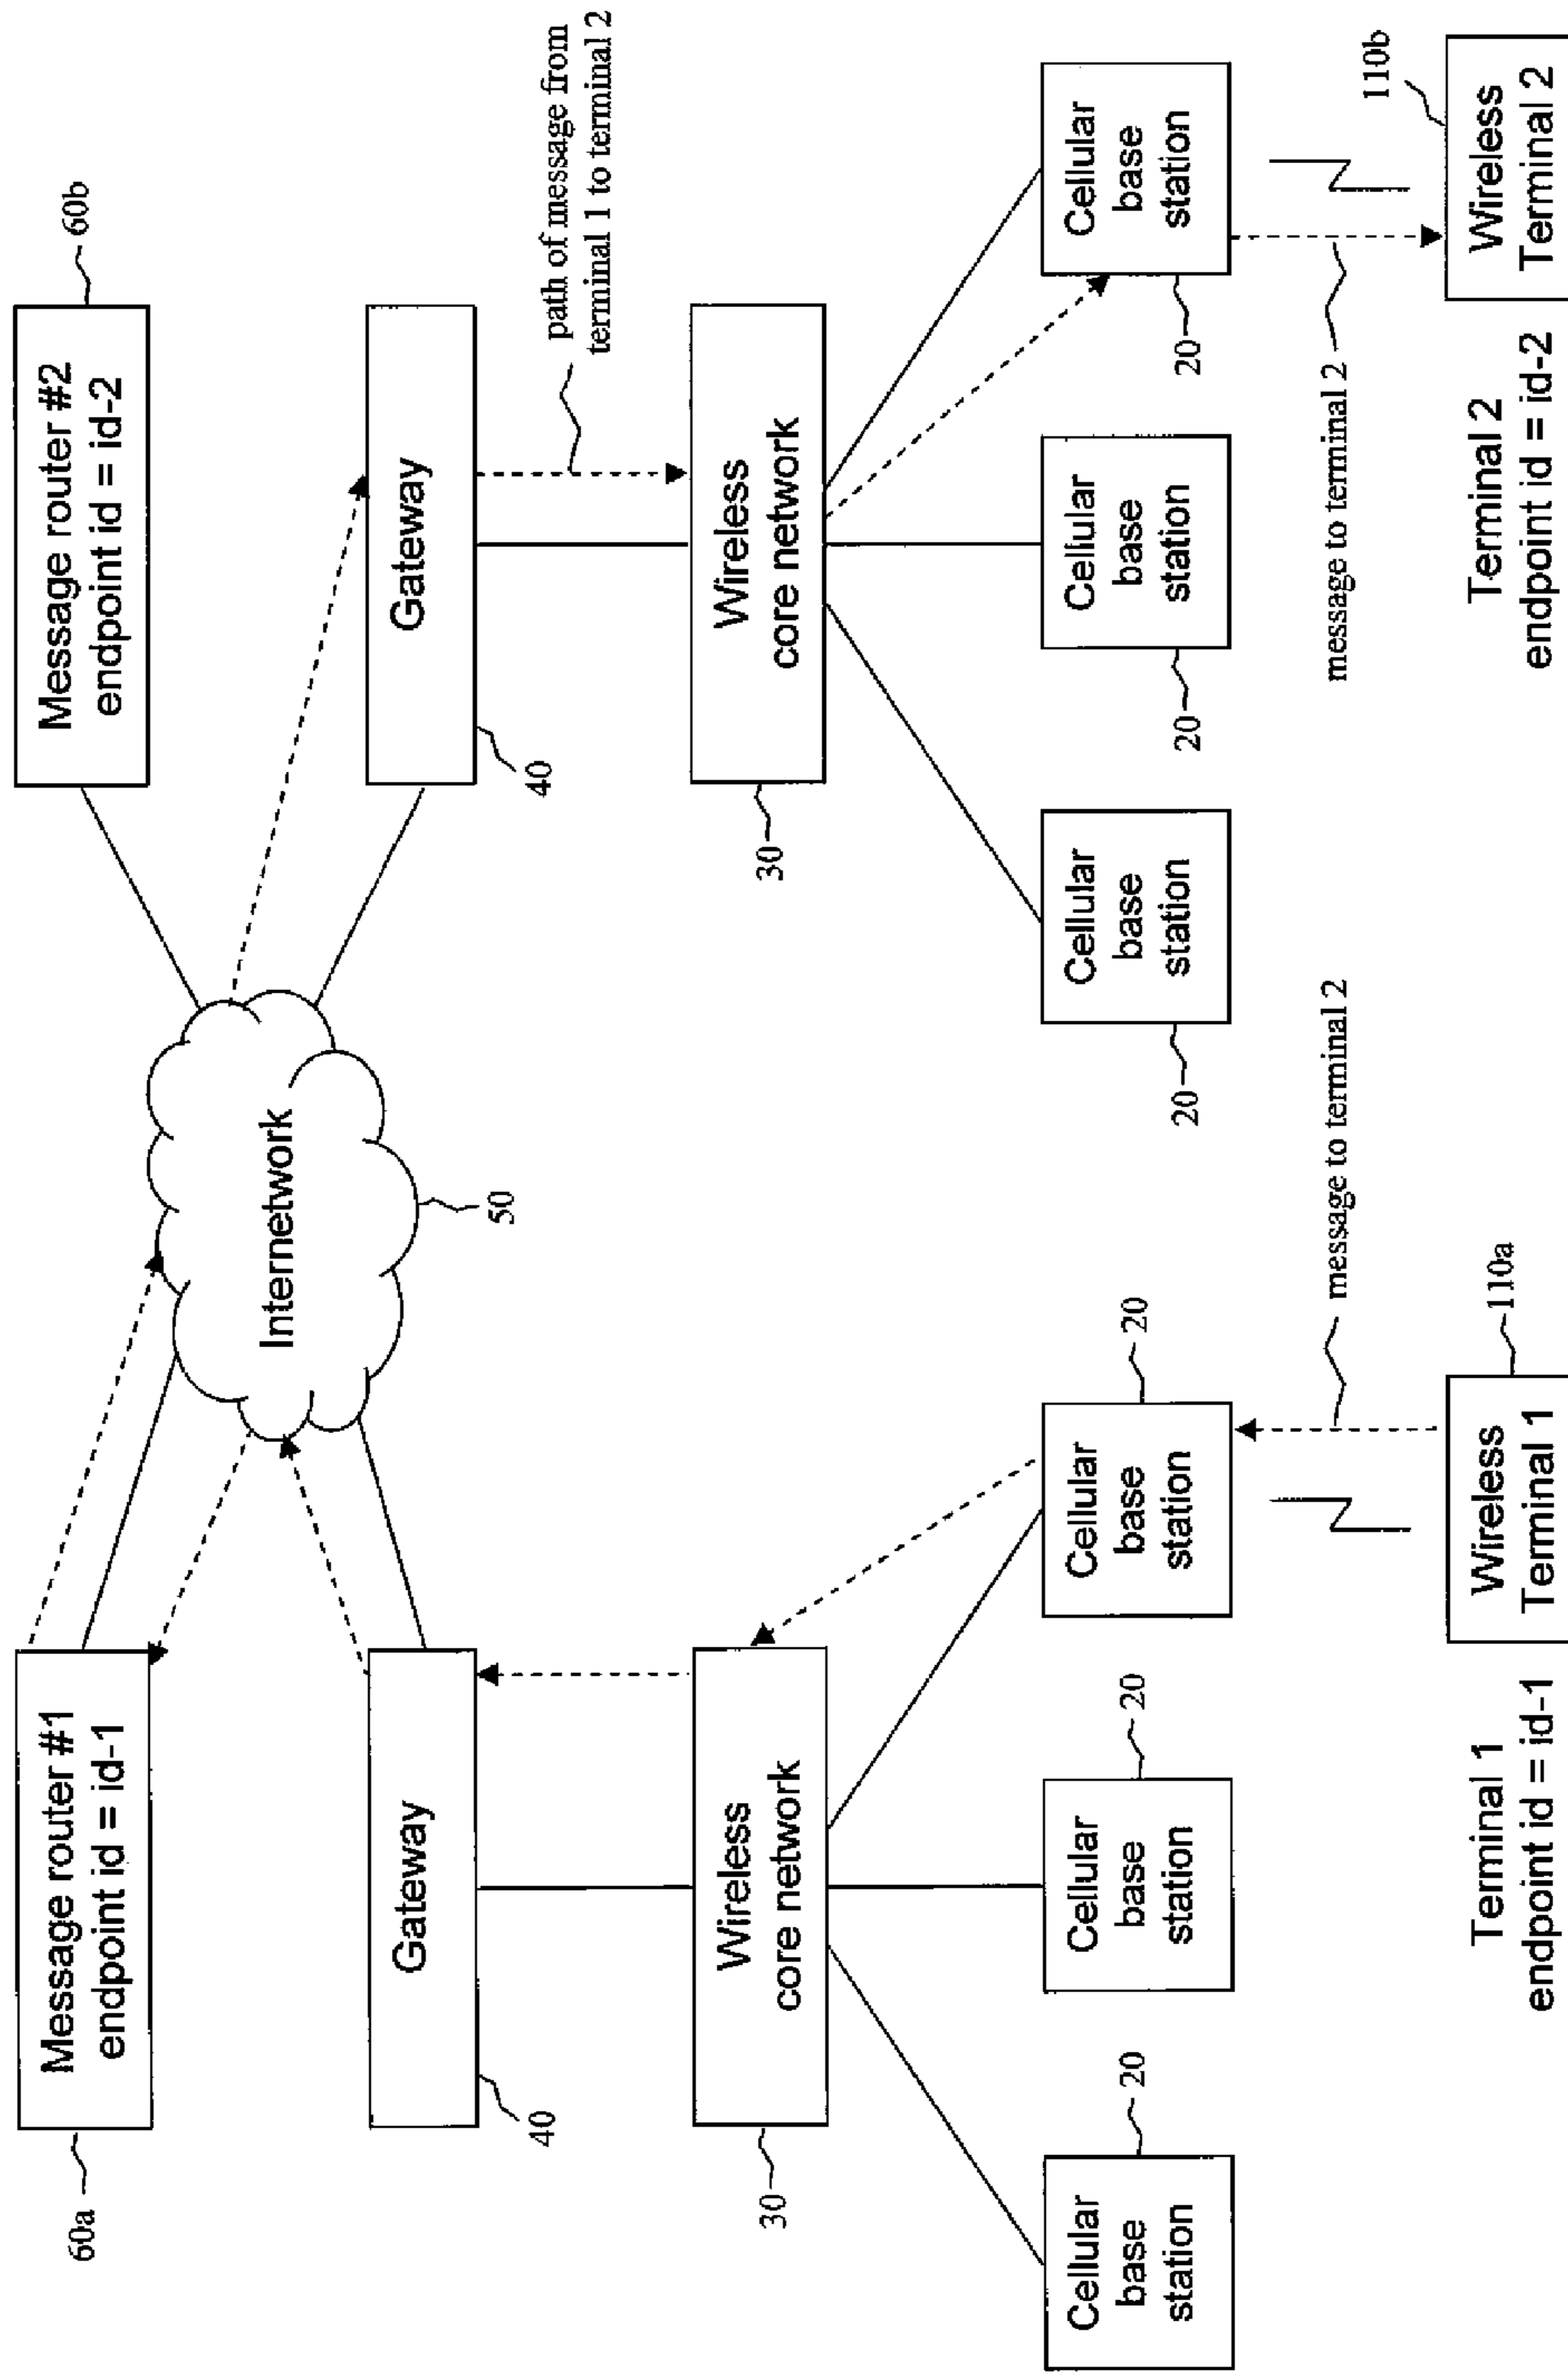 60a
Message router #1
endpoint id = id-1
Message router #2
endpoint id = id-2
60b
Internetwork
50
Gateway
40
Gateway
40
path of message from
terminal 1 to terminal 2
Wireless
core network
30
Wireless
core network
30
Cellular
base
station
20
Cellular
base
station
20
Cellular
base
station
20
Cellular
base
station
20
Cellular
base
station
20
Cellular
base
station
20
message to terminal 2
message to terminal 2
Terminal 1
endpoint id = id-1
Wireless
Terminal 1
110a
Terminal 2
endpoint id = id-2
Wireless
Terminal 2
110b